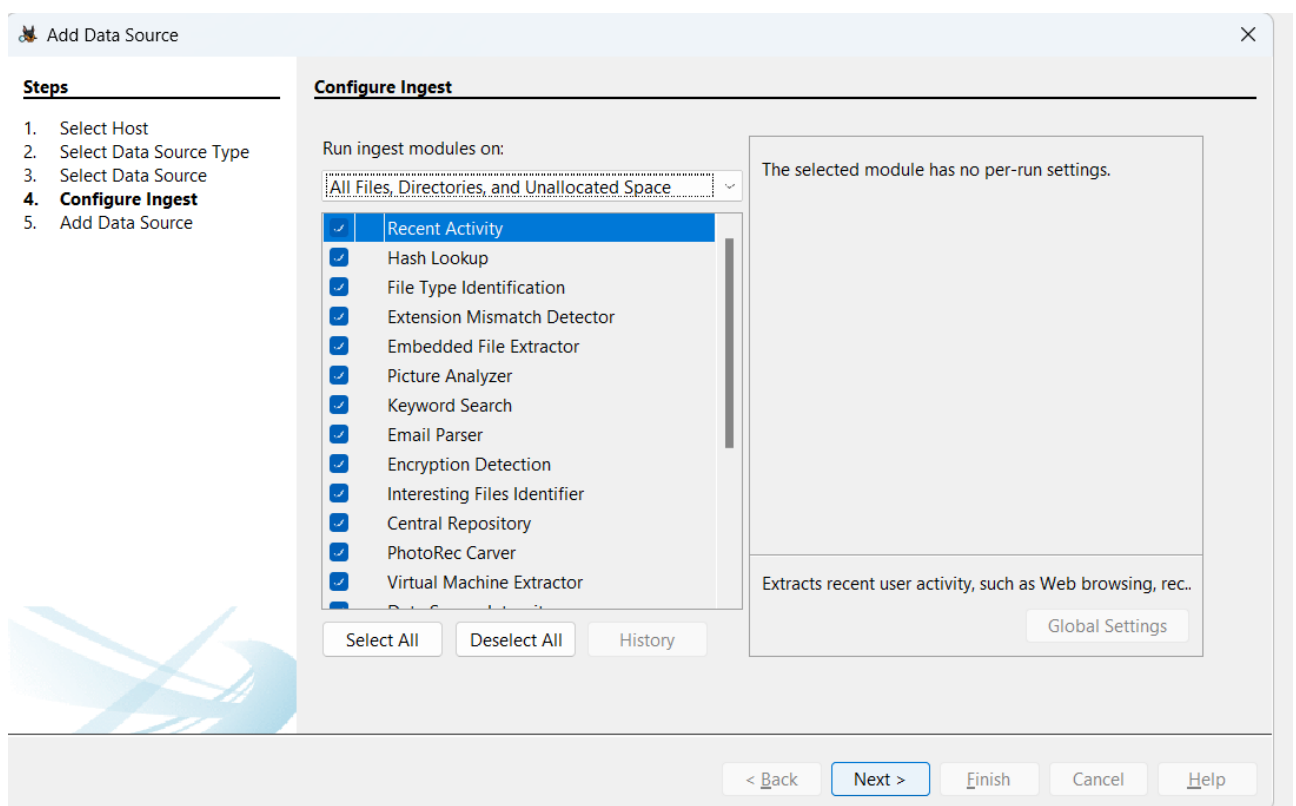 Add Data Source
Steps
1. Select Host
2. Select Data Source Type
3. Select Data Source
4. Configure Ingest
5. Add Data Source
Configure Ingest
Run ingest modules on:
All Files, Directories, and Unallocated Space
Recent Activity
Hash Lookup
File Type Identification
Extension Mismatch Detector
Embedded File Extractor
Picture Analyzer
Keyword Search
Email Parser
Encryption Detection
Interesting Files Identifier
Central Repository
PhotoRec Carver
Virtual Machine Extractor
Select All
Deselect All
History
The selected module has no per-run settings.
Extracts recent user activity, such as Web browsing, rec..
Global Settings
< Back
Next >
Finish
Cancel
Help